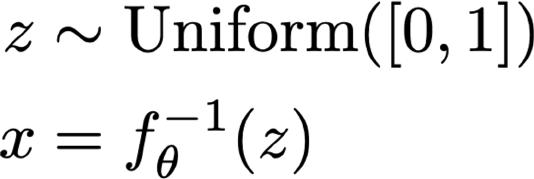 z ∼ Uniform([0, 1])
x = f_θ^{−1}(z)